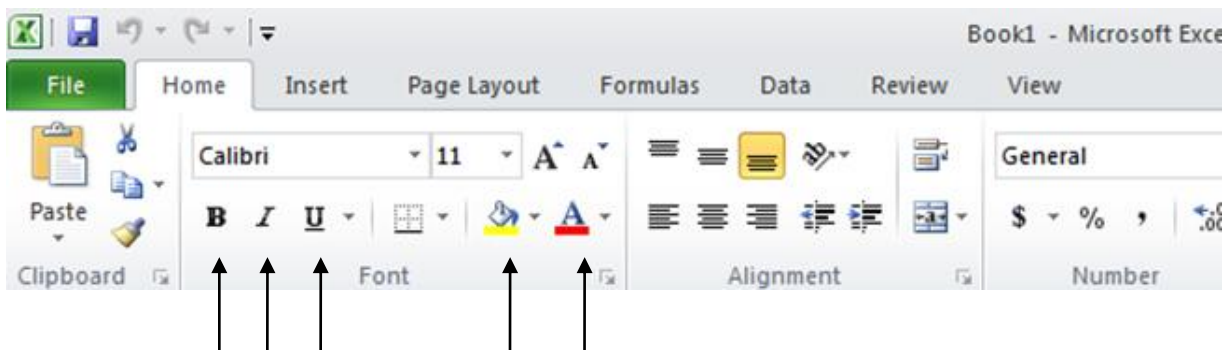 Book1 - Microsoft Exce
File Home Insert Page Layout Formulas Data Review View
Calibri 11 A A General
Paste B I U A a $ % , .00
Clipboard Font Alignment Number